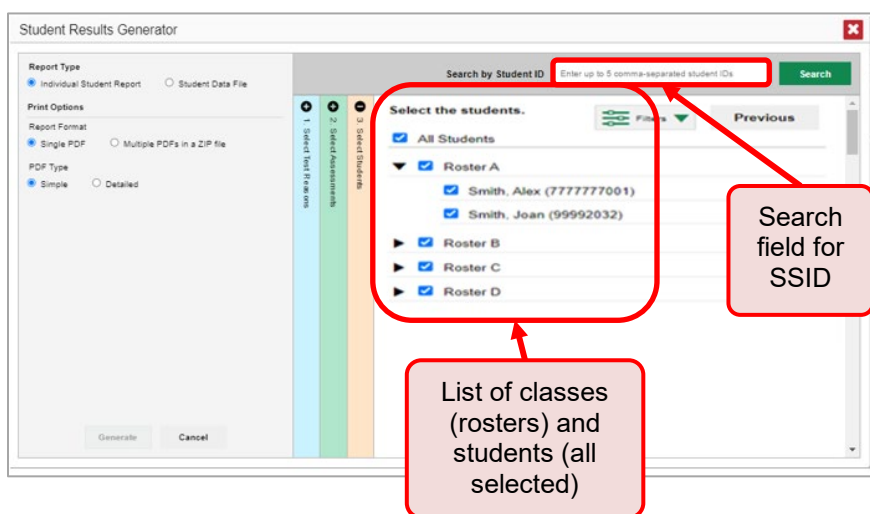 Student Results Generator
Report Type
Individual Student Report
Student Data File
Print Options
Report Format
Single PDF
Multiple PDFs in a ZIP file
PDF Type
Simple
Detailed
Generate
Cancel
1. Select Test Reasons
2. Select Assessments
3. Select Students
Search by Student ID
Enter up to 5 comma-separated student IDs
Search
Select the students.
Filters
Previous
All Students
Roster A
Smith, Alex (7777777001)
Smith, Joan (99992032)
Roster B
Roster C
Roster D
Search
field for
SSID
List of classes
(rosters) and
students (all
selected)